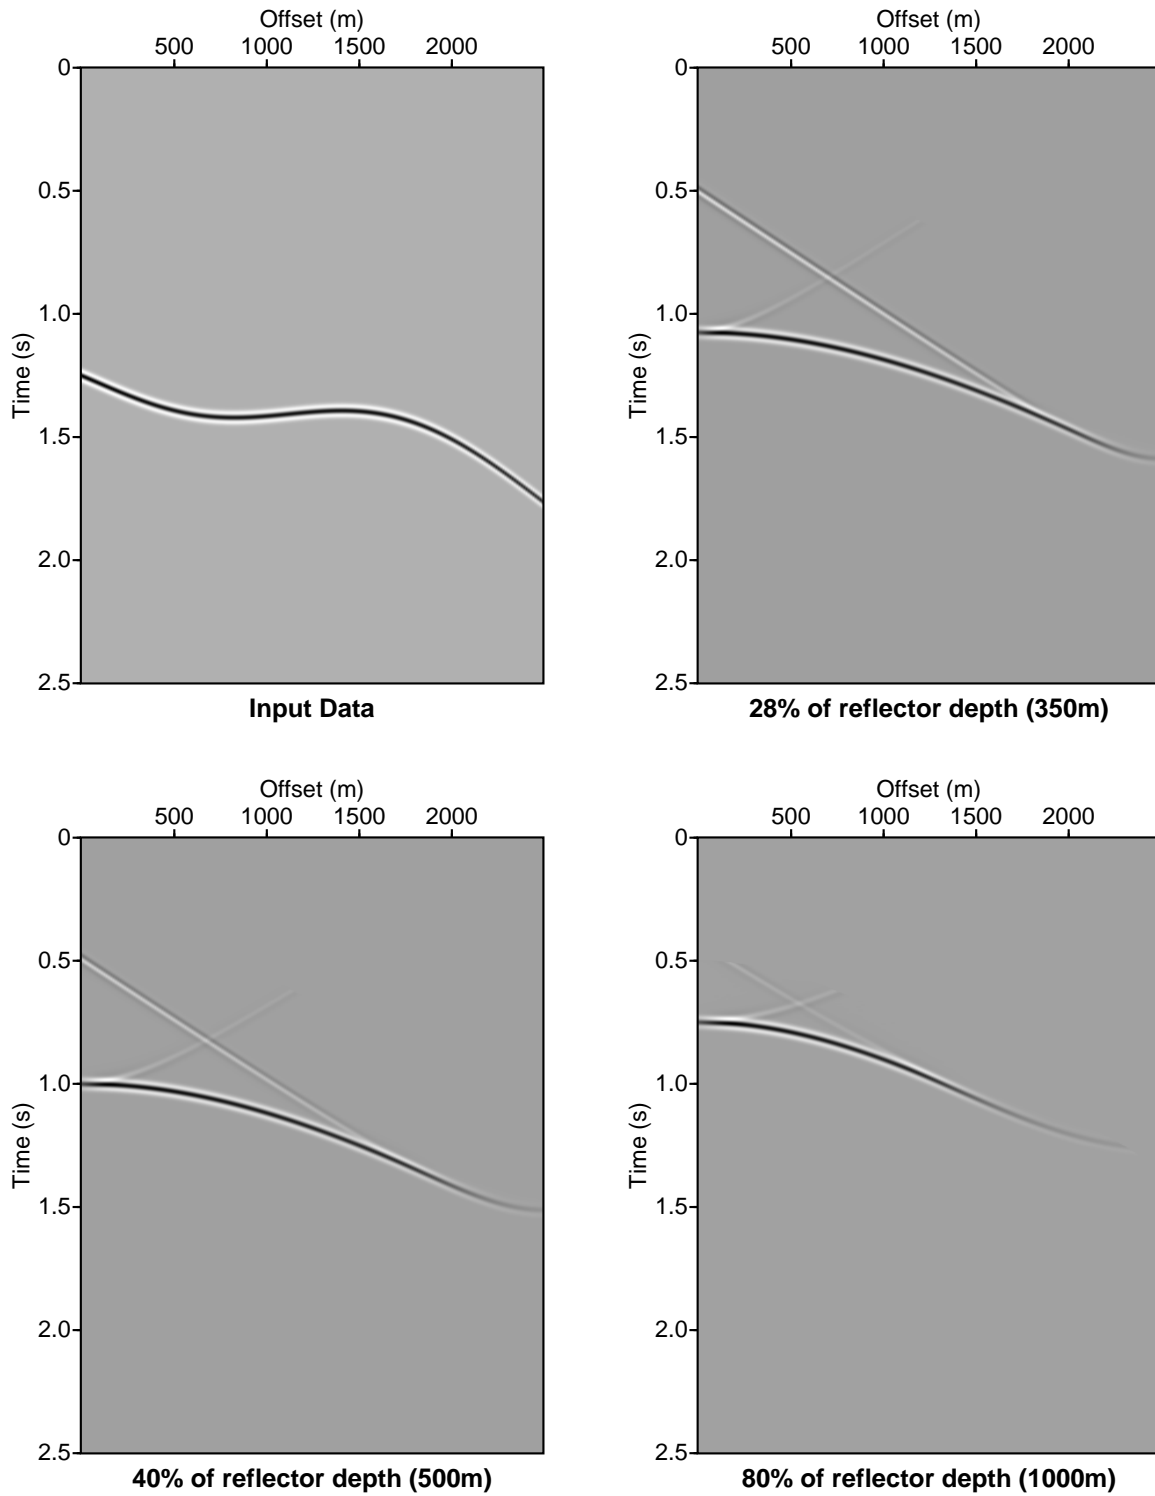 Offset (m)
500 1000 1500 2000
0
0.5
1.0
1.5
2.0
2.5
Time (s)
Input Data
Offset (m)
500 1000 1500 2000
0
0.5
1.0
1.5
2.0
2.5
Time (s)
28% of reflector depth (350m)
Offset (m)
500 1000 1500 2000
0
0.5
1.0
1.5
2.0
2.5
Time (s)
40% of reflector depth (500m)
Offset (m)
500 1000 1500 2000
0
0.5
1.0
1.5
2.0
2.5
Time (s)
80% of reflector depth (1000m)